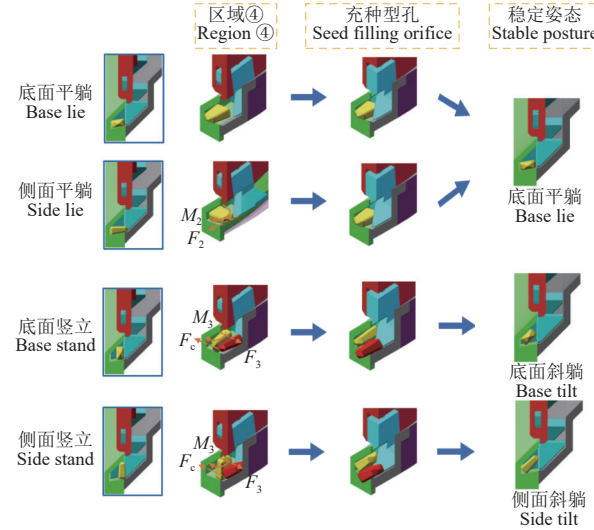 区域④
Region ④
充种型孔
Seed filling orifice
稳定姿态
Stable posture
底面平躺
Base lie
侧面平躺
Side lie
M2
F2
底面平躺
Base lie
底面竖立
Base stand
M3
Fc
F3
底面斜躺
Base tilt
侧面竖立
Side stand
M3
Fc
F3
侧面斜躺
Side tilt